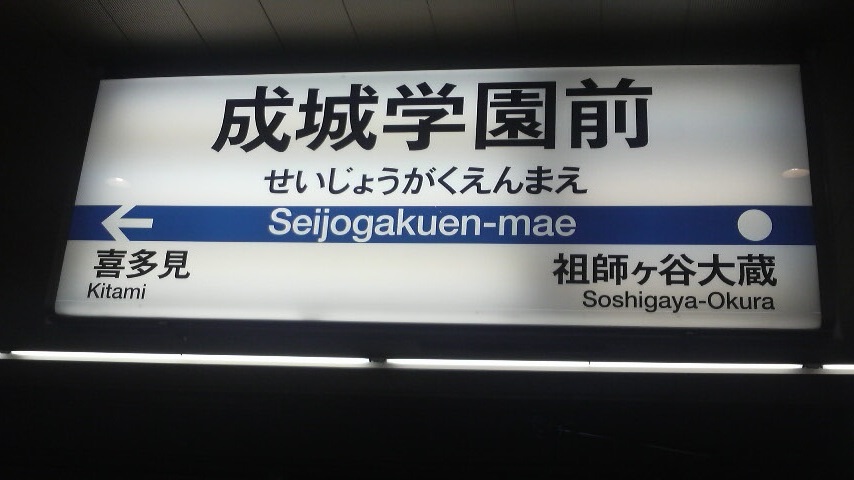 成城学園前
せいじょうがくえんまえ
Seijogakuen-mae
喜多見
Kitami
祖師ヶ谷大蔵
Soshigaya-Okura